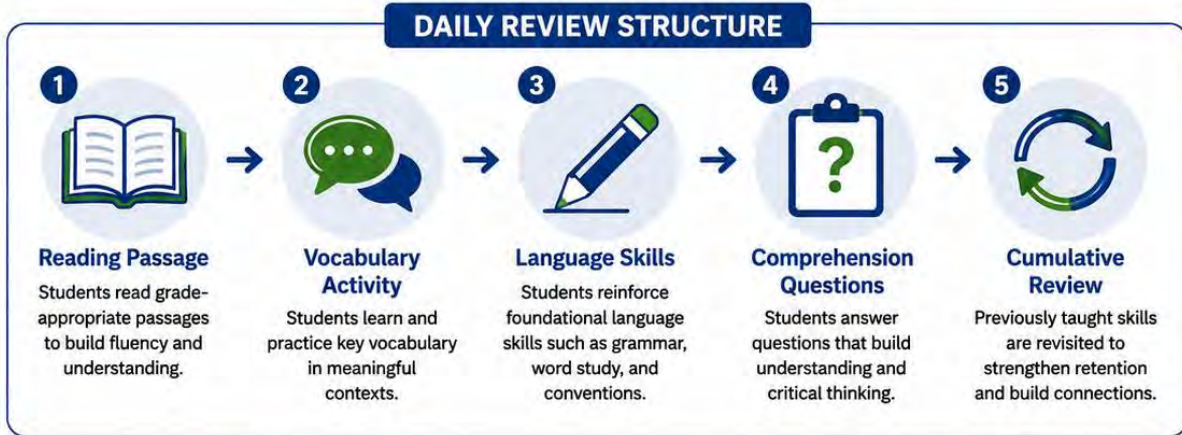 DAILY REVIEW STRUCTURE
1
Reading Passage
Students read grade-
appropriate passages
to build fluency and
understanding.
2
Vocabulary
Activity
Students learn and
practice key vocabulary
in meaningful
contexts.
3
Language Skills
Students reinforce
foundational language
skills such as grammar,
word study, and
conventions.
4
?
Comprehension
Questions
Students answer
questions that build
understanding and
critical thinking.
5
Cumulative
Review
Previously taught skills
are revisited to
strengthen retention
and build connections.